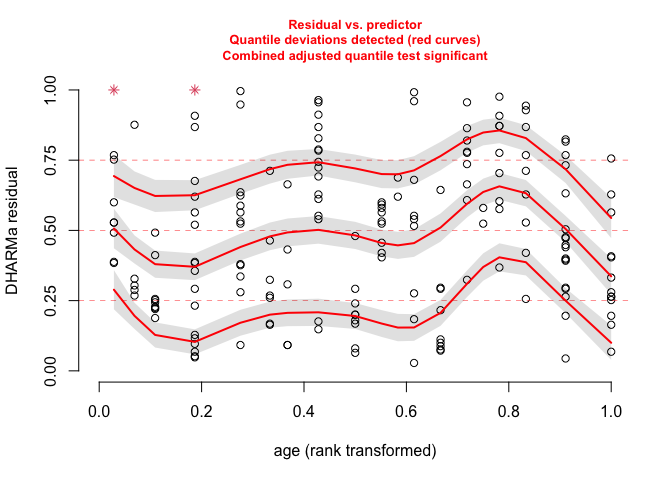 Residual vs. predictor
Quantile deviations detected (red curves)
Combined adjusted quantile test significant
1.00
0.75
0.50
0.25
0.00
DHARMa residual
0.0 0.2 0.4 0.6 0.8 1.0
age (rank transformed)